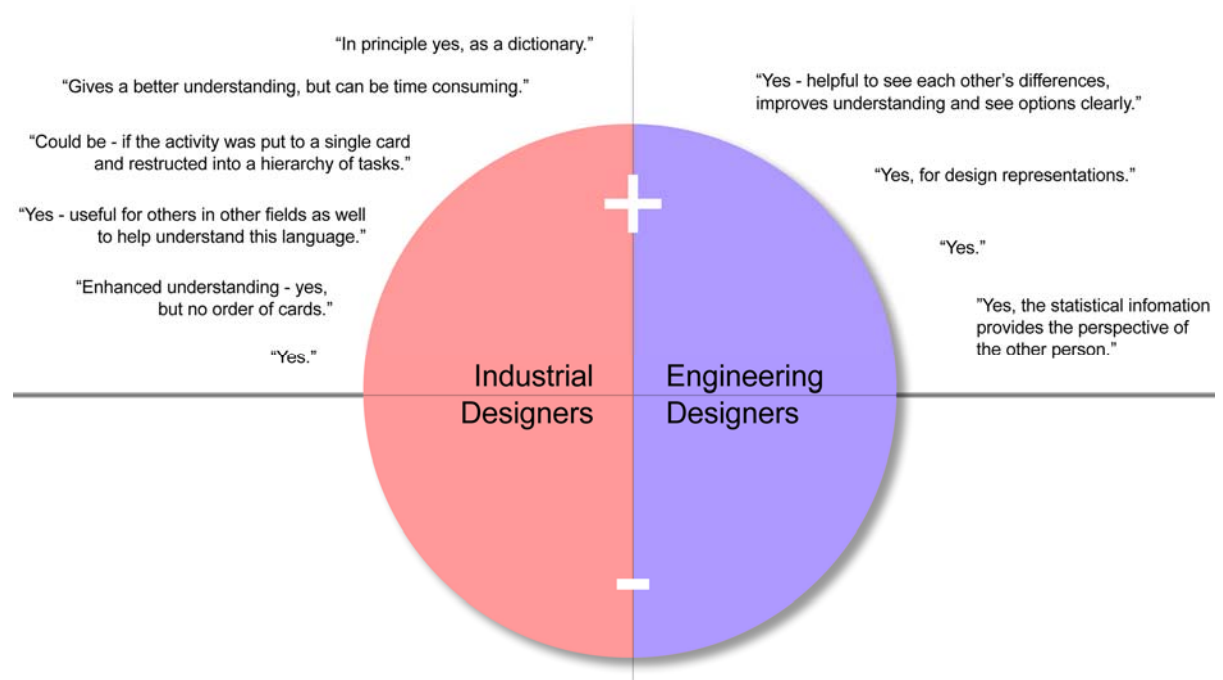 “In principle yes, as a dictionary.”
“Gives a better understanding, but can be time consuming.”
“Could be - if the activity was put to a single card
and restructed into a hierarchy of tasks.”
“Yes - useful for others in other fields as well
to help understand this language.”
“Enhanced understanding - yes,
but no order of cards.”
“Yes.”
“Yes - helpful to see each other’s differences,
improves understanding and see options clearly.”
“Yes, for design representations.”
“Yes.”
”Yes, the statistical infomation
provides the perspective of
the other person.”
+
Industrial
Designers
Engineering
Designers
-